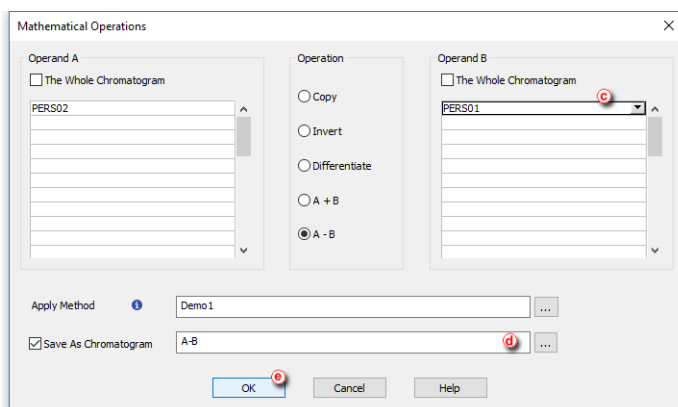 Mathematical Operations
Operand A
The Whole Chromatogram
PERS02
Operation
Copy
Invert
Differentiate
A + B
A - B
Operand B
The Whole Chromatogram
c
PERS01
Apply Method
Demo1
...
Save As Chromatogram
A-B
d
...
OK
e
Cancel
Help